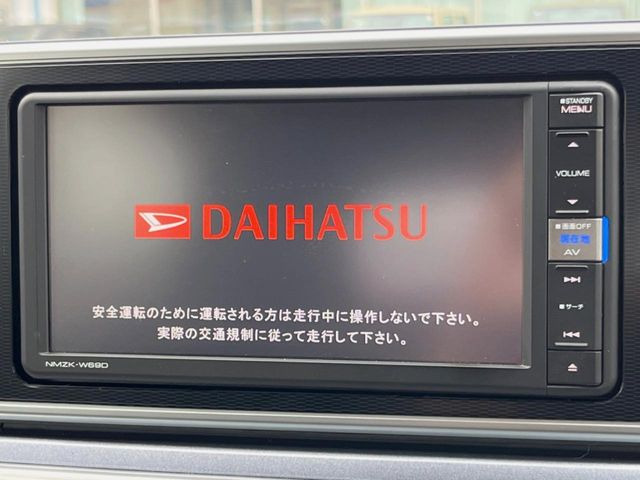 DAIHATSU
安全運転のために運転される方は走行中に操作しないで下さい。
実際の交通規制に従って走行して下さい。
NMZK-W69D
STANDBY
MENU
VOLUME
画面OFF
現在地
AV
サーチ